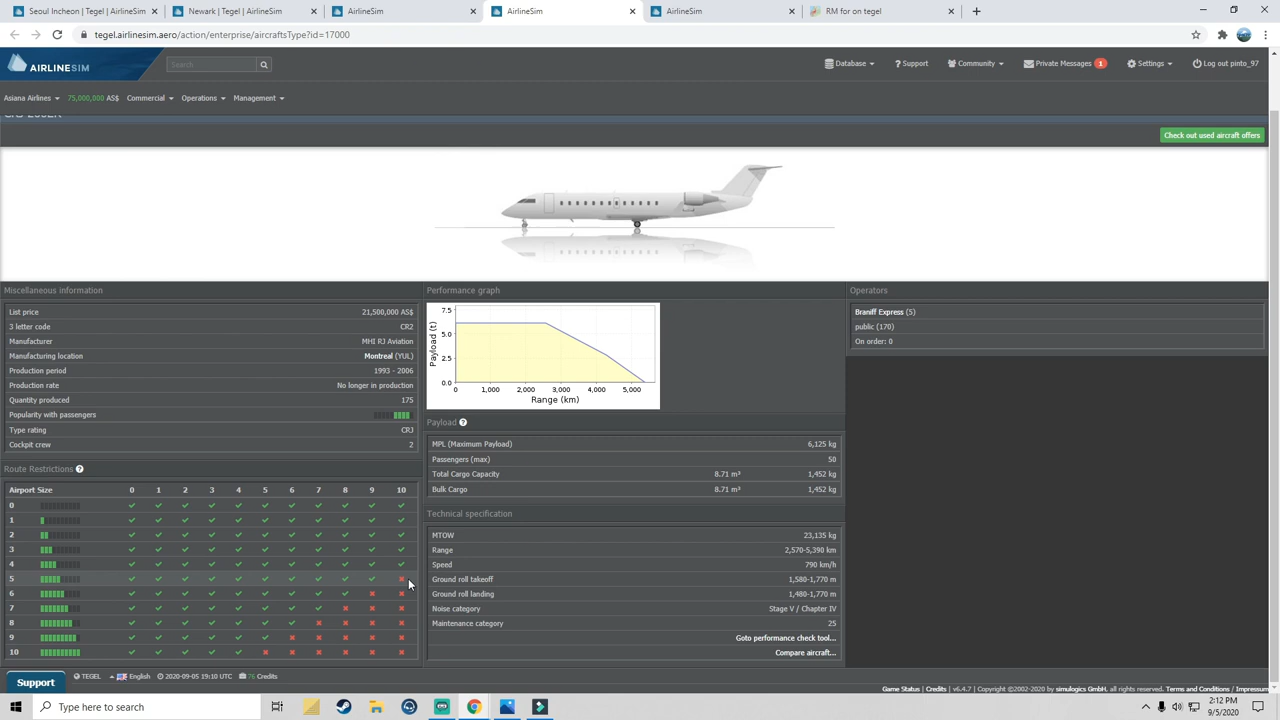 Seoul Incheon | Tegel | AirlineSim
Newark | Tegel | AirlineSim
AirlineSim
AirlineSim
AirlineSim
RM for on tegel
tegel.airlinesim.aero/action/enterprise/aircraftsType?id=17000
AIRLINESIM
Search
Database
Support
Community
Private Messages 1
Settings
Log out pinto_97
Asiana Airlines
75,000,000 AS$
Commercial
Operations
Management
Check out used aircraft offers
Miscellaneous information
List price 21,500,000 AS$
3 letter code CR2
Manufacturer MHI RJ Aviation
Manufacturing location Montreal (YUL)
Production period 1993 - 2006
Production rate No longer in production
Quantity produced 175
Popularity with passengers
Type rating CRJ
Cockpit crew 2
Route Restrictions ?
Airport Size 0 1 2 3 4 5 6 7 8 9 10
0
1
2
3
4
5
6
7
8
9
10
Performance graph
Payload (t)
7.5
5.0
2.5
0.0
0 1,000 2,000 3,000 4,000 5,000
Range (km)
Payload ?
MPL (Maximum Payload) 6,125 kg
Passengers (max) 50
Total Cargo Capacity 8.71 m³ 1,452 kg
Bulk Cargo 8.71 m³ 1,452 kg
Technical specification
MTOW 23,135 kg
Range 2,570-5,390 km
Speed 790 km/h
Ground roll takeoff 1,580-1,770 m
Ground roll landing 1,480-1,770 m
Noise category Stage V / Chapter IV
Maintenance category 25
Goto performance check tool...
Compare aircraft...
Operators
Braniff Express (5)
public (170)
On order: 0
Support
TEGEL
English
2020-09-05 19:10 UTC
76 Credits
Game Status | Credits | v6.4.7 | Copyright ©2002-2020 by simulogics GmbH, all rights reserved. Terms and Conditions / Impressum
Type here to search
2:12 PM
9/5/2020